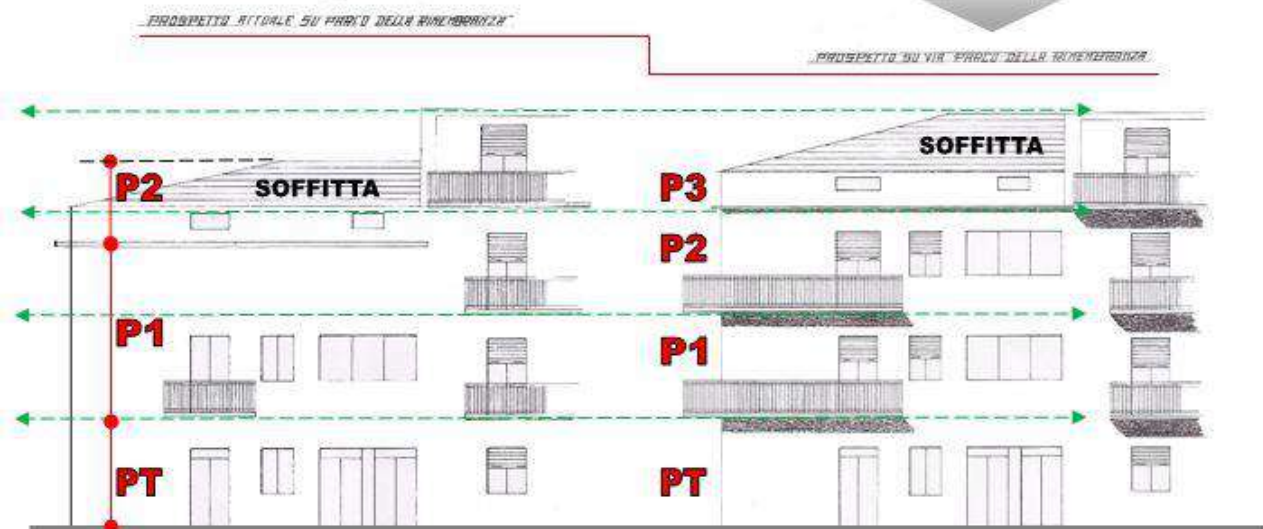 PROSPETTO ATTUALE SU PARCO DELLA RIMEMBRANZA
PROSPETTO SU VIA PARCO DELLA RIMEMBRANZA
SOFFITTA
P2
SOFFITTA
P3
P2
P1
P1
PT
PT